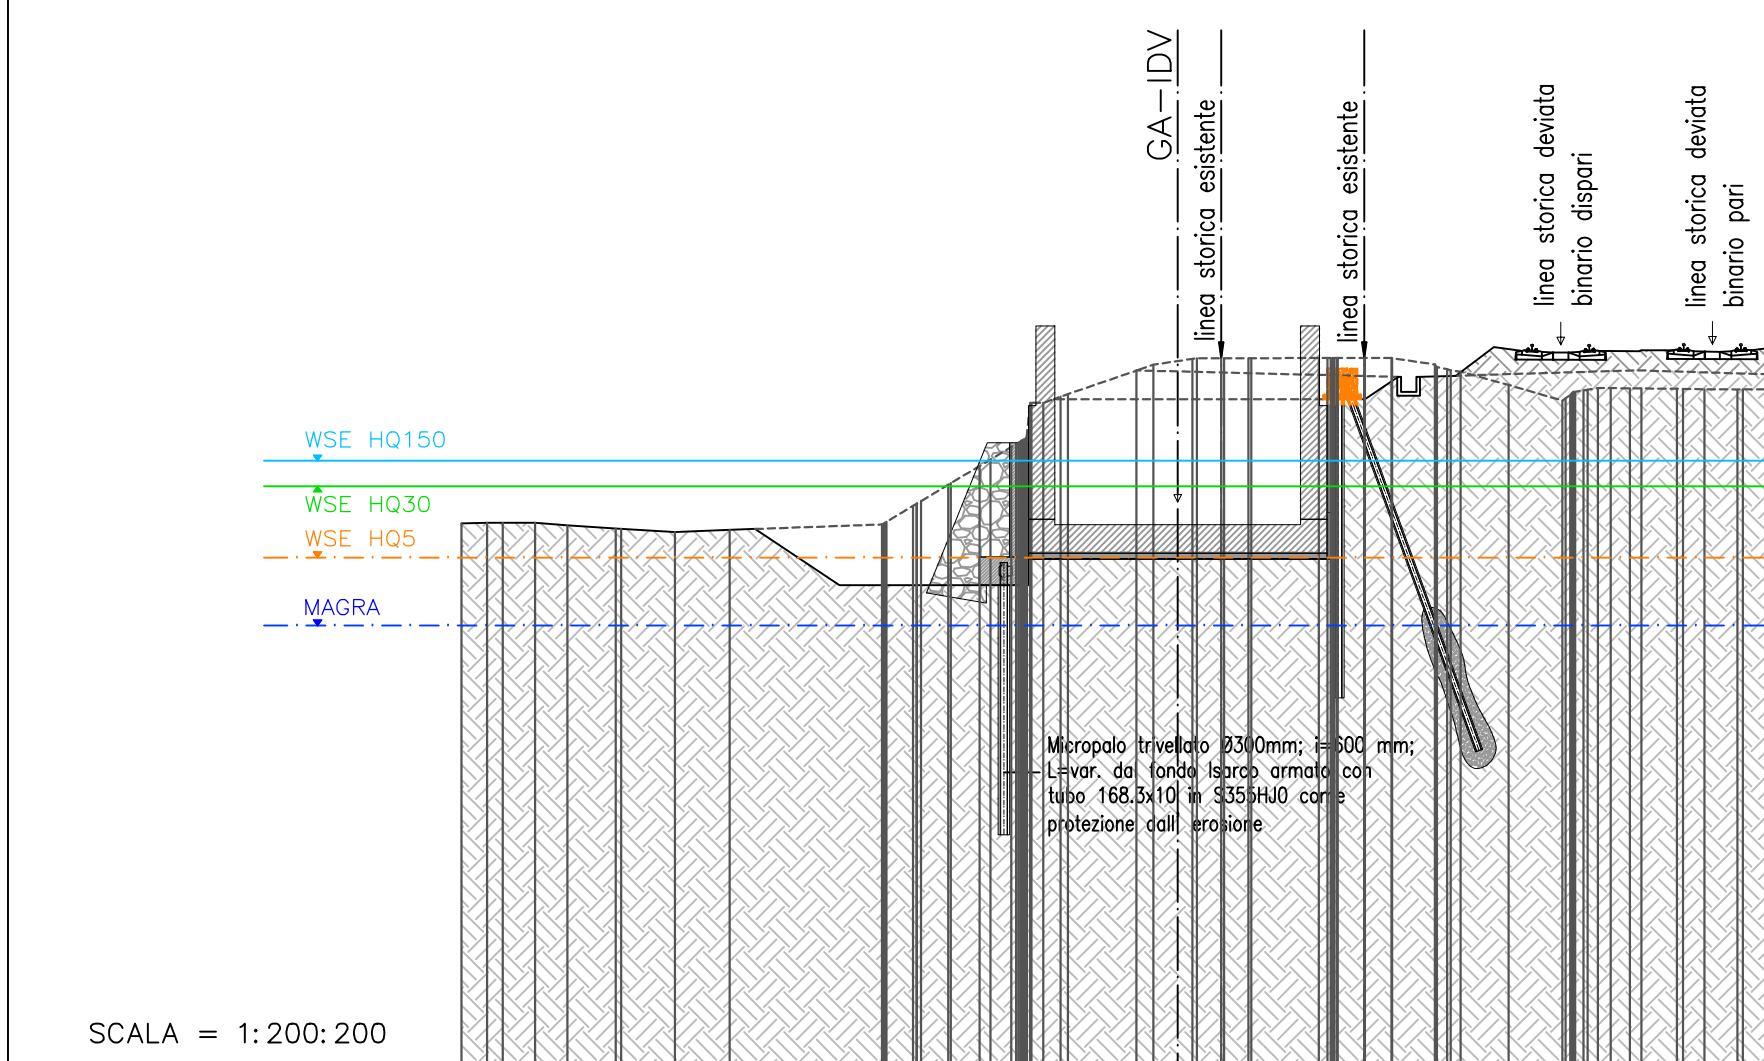 GA-IDV
linea storica esistente
linea storica esistente
linea storica deviata
binario dispari
linea storica deviata
binario pari
WSE HQ150
WSE HQ30
WSE HQ5
MAGRA
Micropalo trivellato Ø300mm; i=600 mm;
L=var. dal fondo Isarco armato con
tubo 168.3x10 in S355HJ0 come
protezione dall' erosione
SCALA = 1:200:200